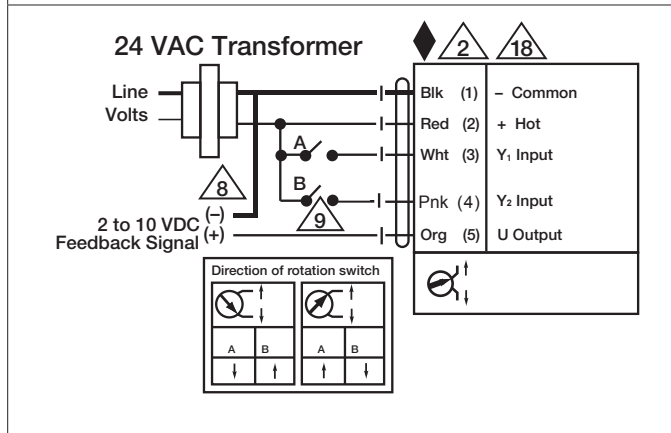 24 VAC Transformer
2 18
Line
Volts
Blk (1) – Common
Red (2) + Hot
A
Wht (3) Y₁ Input
B
Pnk (4) Y₂ Input
8
9
2 to 10 VDC (–)
Feedback Signal (+)
Org (5) U Output
Direction of rotation switch
A B A B